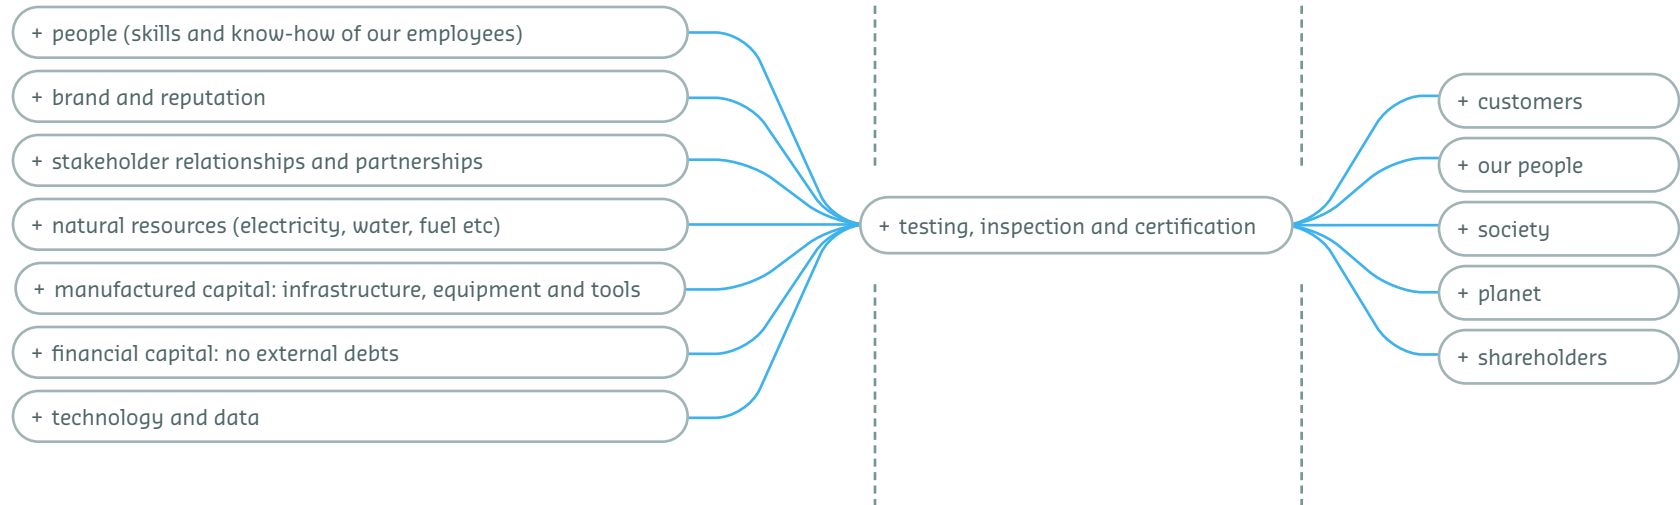 + people (skills and know-how of our employees)
+ brand and reputation
+ stakeholder relationships and partnerships
+ natural resources (electricity, water, fuel etc)
+ manufactured capital: infrastructure, equipment and tools
+ financial capital: no external debts
+ technology and data
+ testing, inspection and certification
+ customers
+ our people
+ society
+ planet
+ shareholders